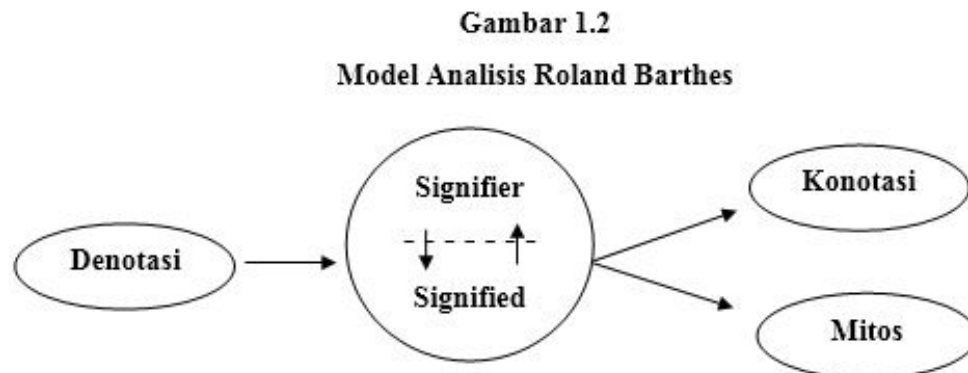 Gambar 1.2
Model Analisis Roland Barthes
Signifier
Konotasi
Denotasi
Signified
Mitos